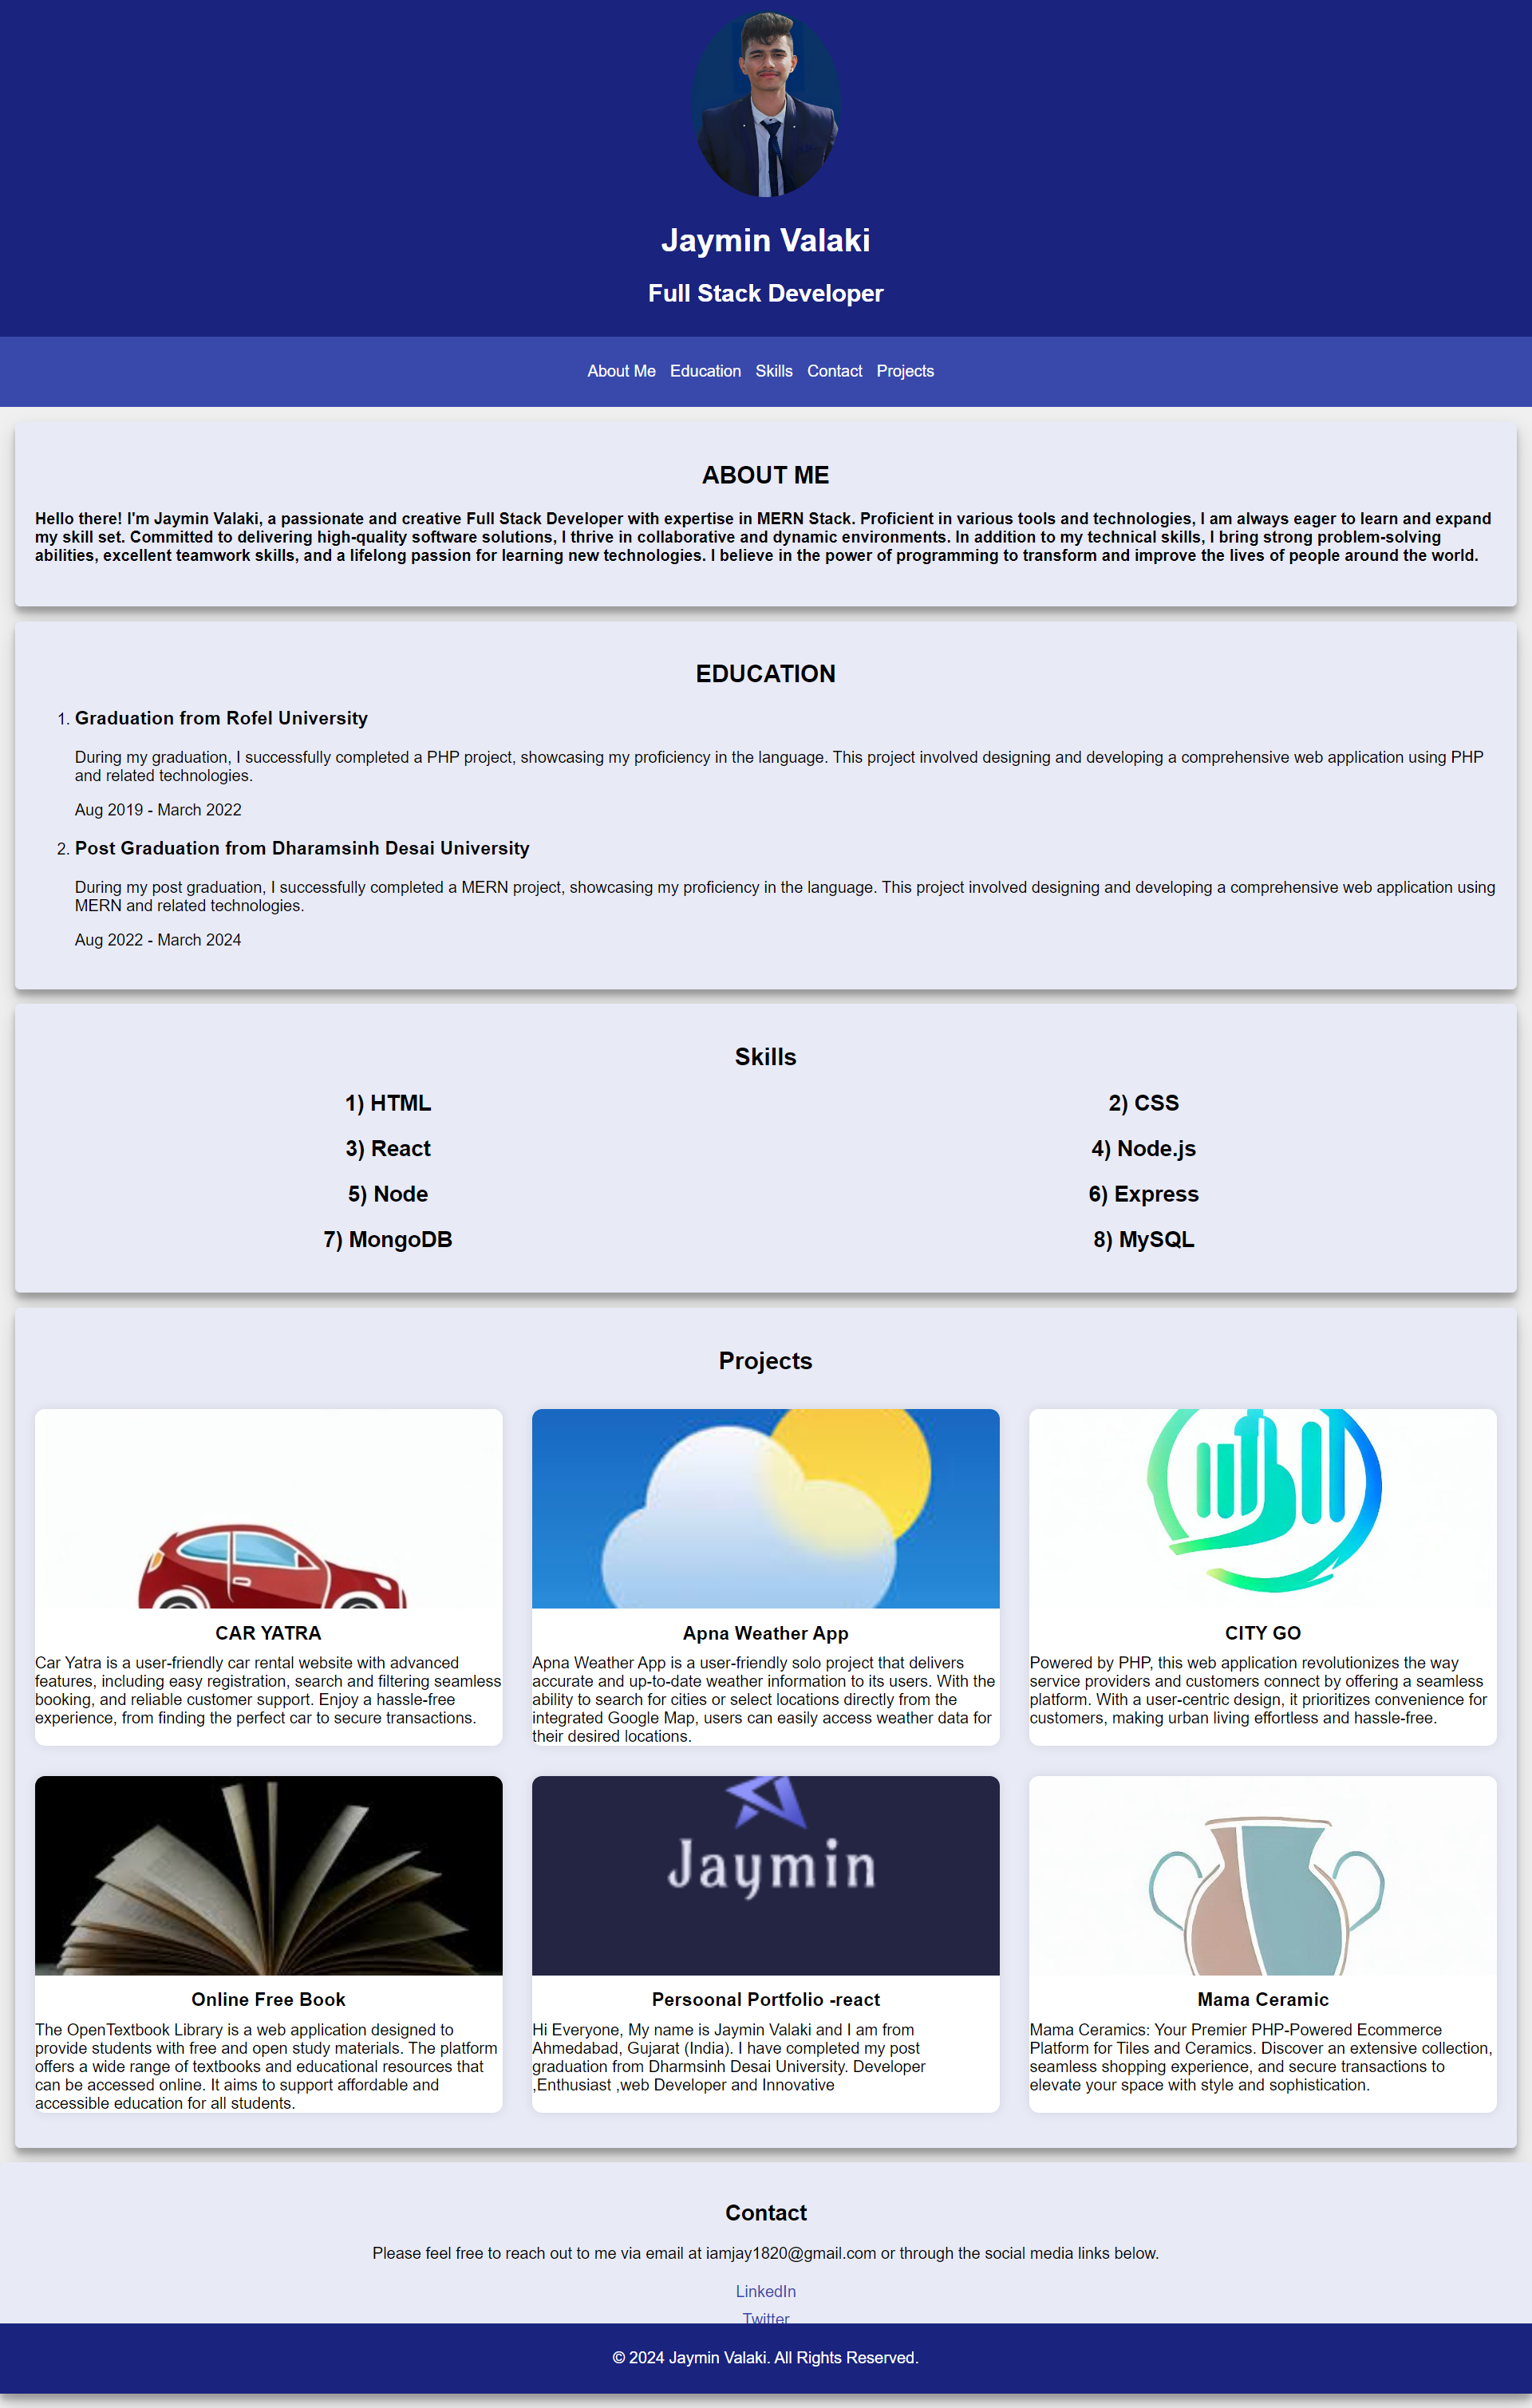 Jaymin Valaki
Full Stack Developer
About Me Education Skills Contact Projects
ABOUT ME
Hello there! I'm Jaymin Valaki, a passionate and creative Full Stack Developer with expertise in MERN Stack. Proficient in various tools and technologies, I am always eager to learn and expand
my skill set. Committed to delivering high-quality software solutions, I thrive in collaborative and dynamic environments. In addition to my technical skills, I bring strong problem-solving
abilities, excellent teamwork skills, and a lifelong passion for learning new technologies. I believe in the power of programming to transform and improve the lives of people around the world.
EDUCATION
1. Graduation from Rofel University
During my graduation, I successfully completed a PHP project, showcasing my proficiency in the language. This project involved designing and developing a comprehensive web application using PHP
and related technologies.
Aug 2019 - March 2022
2. Post Graduation from Dharamsinh Desai University
During my post graduation, I successfully completed a MERN project, showcasing my proficiency in the language. This project involved designing and developing a comprehensive web application using
MERN and related technologies.
Aug 2022 - March 2024
Skills
1) HTML
2) CSS
3) React
4) Node.js
5) Node
6) Express
7) MongoDB
8) MySQL
Projects
CAR YATRA
Car Yatra is a user-friendly car rental website with advanced
features, including easy registration, search and filtering seamless
booking, and reliable customer support. Enjoy a hassle-free
experience, from finding the perfect car to secure transactions.
Apna Weather App
Apna Weather App is a user-friendly solo project that delivers
accurate and up-to-date weather information to its users. With the
ability to search for cities or select locations directly from the
integrated Google Map, users can easily access weather data for
their desired locations.
CITY GO
Powered by PHP, this web application revolutionizes the way
service providers and customers connect by offering a seamless
platform. With a user-centric design, it prioritizes convenience for
customers, making urban living effortless and hassle-free.
Online Free Book
The OpenTextbook Library is a web application designed to
provide students with free and open study materials. The platform
offers a wide range of textbooks and educational resources that
can be accessed online. It aims to support affordable and
accessible education for all students.
Jaymin
Persoonal Portfolio -react
Hi Everyone, My name is Jaymin Valaki and I am from
Ahmedabad, Gujarat (India). I have completed my post
graduation from Dharmsinh Desai University. Developer
,Enthusiast ,web Developer and Innovative
Mama Ceramic
Mama Ceramics: Your Premier PHP-Powered Ecommerce
Platform for Tiles and Ceramics. Discover an extensive collection,
seamless shopping experience, and secure transactions to
elevate your space with style and sophistication.
Contact
Please feel free to reach out to me via email at iamjay1820@gmail.com or through the social media links below.
LinkedIn
Twitter
© 2024 Jaymin Valaki. All Rights Reserved.